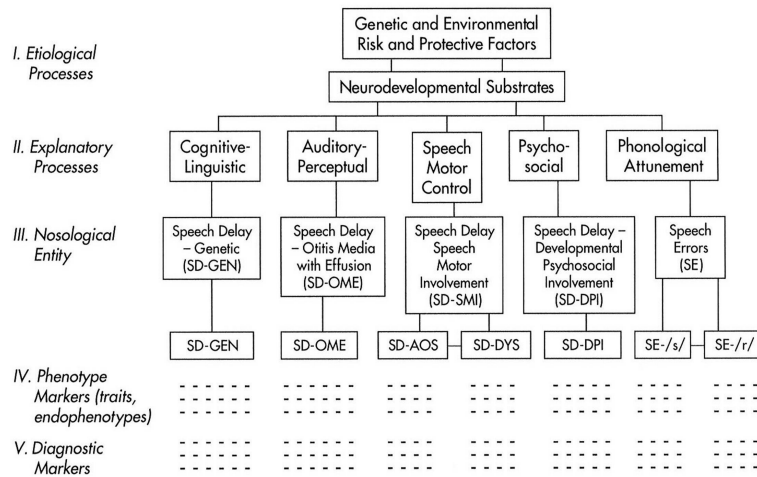 Genetic and Environmental
Risk and Protective Factors
I. Etiological
Processes
Neurodevelopmental Substrates
II. Explanatory
Processes
Cognitive-
Linguistic
Auditory-
Perceptual
Speech
Motor
Control
Psycho-
social
Phonological
Attunement
III. Nosological
Entity
Speech Delay
– Genetic
(SD-GEN)
Speech Delay
– Otitis Media
with Effusion
(SD-OME)
Speech Delay
Speech
Motor
Involvement
(SD-SMI)
Speech Delay –
Developmental
Psychosocial
Involvement
(SD-DPI)
Speech
Errors
(SE)
SD-GEN
SD-OME
SD-AOS
SD-DYS
SD-DPI
SE-/s/
SE-/r/
IV. Phenotype
Markers (traits,
endophenotypes)
V. Diagnostic
Markers